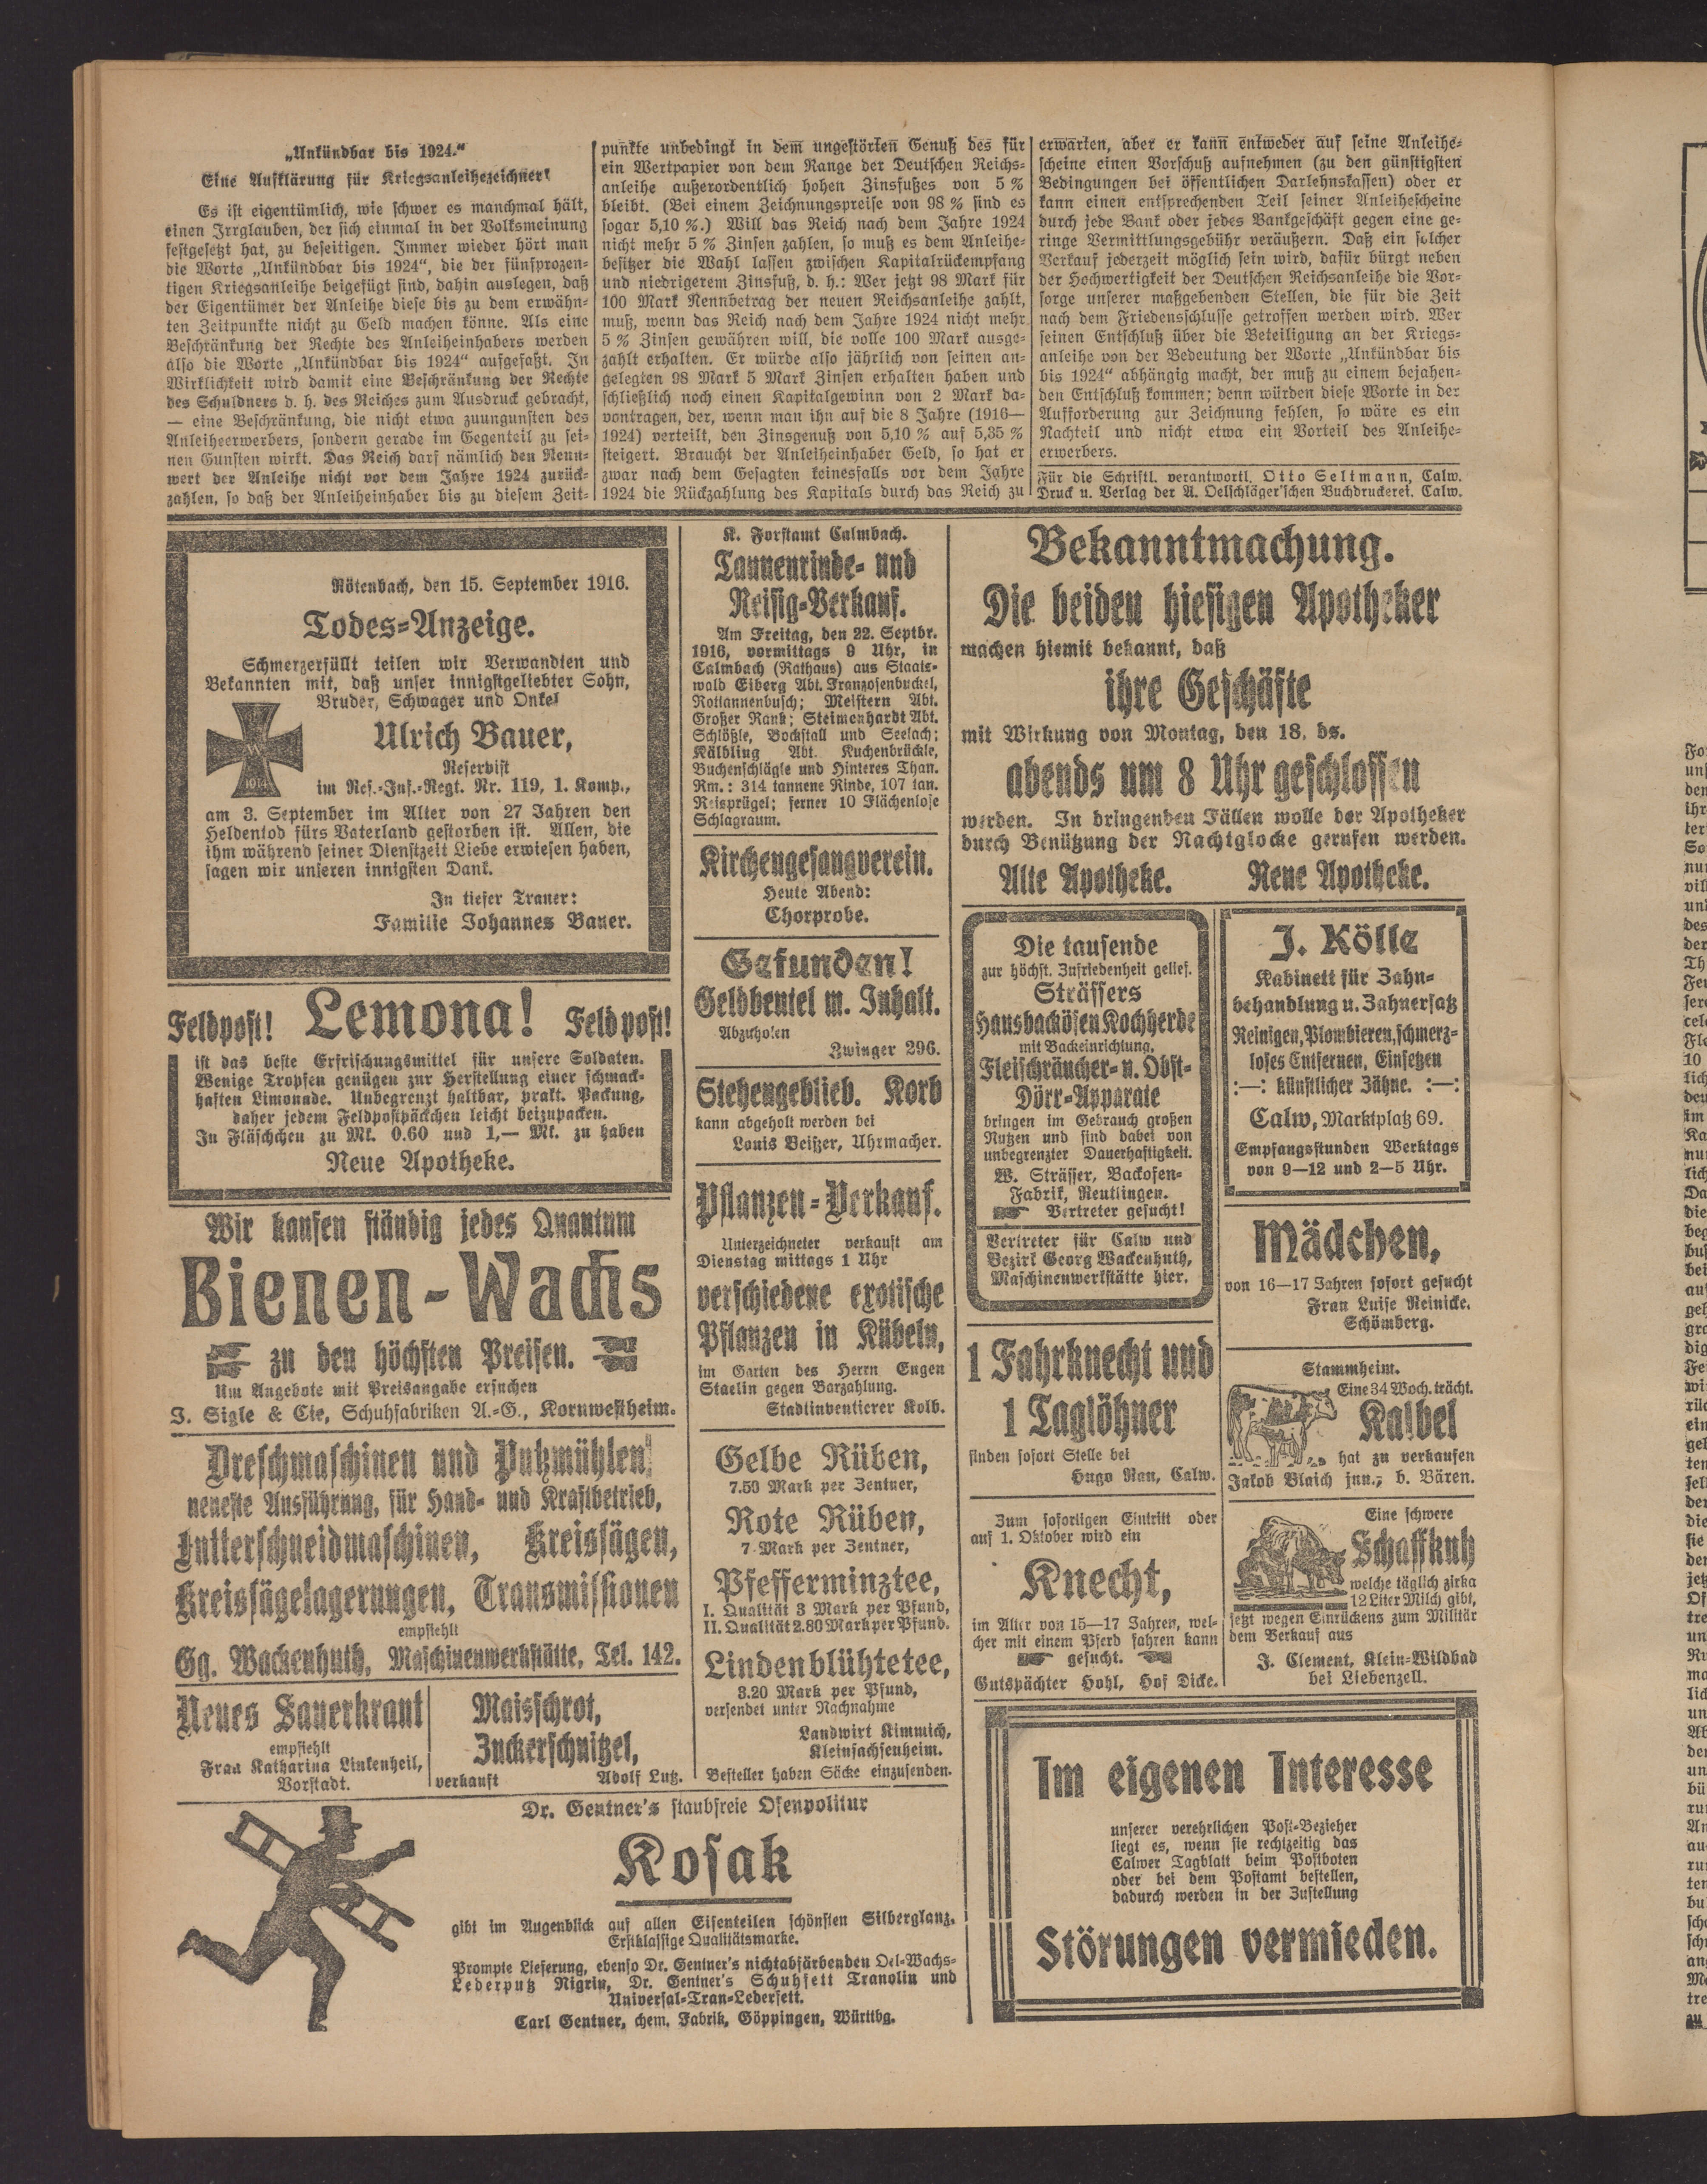 „Unkündbar bis 1924.“
Eine Aufklärung für Kriegsanleihezeichner!
Es ist eigentümlich, wie schwer es manchmal hält,
einen Irrglauben, der sich einmal in der Volksmeinung
festgesetzt hat, zu beseitigen. Immer wieder hört man
die Worte „Unkündbar bis 1924“, die der fünfprozen-
tigen Kriegsanleihe beigefügt sind, dahin auslegen, daß
der Eigentümer der Anleihe diese bis zu dem erwähn-
ten Zeitpunkte nicht zu Geld machen könne. Als eine
Beschränkung der Rechte des Anleiheinhabers werden
also die Worte „Unkündbar bis 1924“ aufgefaßt. In
Wirklichkeit wird damit eine Beschränkung der Rechte
des Schuldners d. h. des Reiches zum Ausdruck gebracht,
— eine Beschränkung, die nicht etwa zuungunsten des
Anleiheerwerbers, sondern gerade im Gegenteil zu sei-
nen Gunsten wirkt. Das Reich darf nämlich den Nenn-
wert der Anleihe nicht vor dem Jahre 1924 zurück-
zahlen, so daß der Anleiheinhaber bis zu diesem Zeit-
punkte unbedingt in dem ungestörten Genuß des für
ein Wertpapier von dem Range der Deutschen Reichs-
anleihe außerordentlich hohen Zinsfußes von 5 %
bleibt. (Bei einem Zeichnungspreise von 98 % sind es
sogar 5,10 %.) Will das Reich nach dem Jahre 1924
nicht mehr 5 % Zinsen zahlen, so muß es dem Anleihe-
besitzer die Wahl lassen zwischen Kapitalrückempfang
und niedrigerem Zinsfuß, d. h.: Wer jetzt 98 Mark für
100 Mark Nennbetrag der neuen Reichsanleihe zahlt,
muß, wenn das Reich nach dem Jahre 1924 nicht mehr
5 % Zinsen gewähren will, die volle 100 Mark ausge-
zahlt erhalten. Er würde also jährlich von seinen an-
gelegten 98 Mark 5 Mark Zinsen erhalten haben und
schließlich noch einen Kapitalgewinn von 2 Mark da-
vontragen, der, wenn man ihn auf die 8 Jahre (1916—
1924) verteilt, den Zinsgenuß von 5,10 % auf 5,35 %
steigert. Braucht der Anleiheinhaber Geld, so hat er
zwar nach dem Gesagten keinesfalls vor dem Jahre
1924 die Rückzahlung des Kapitals durch das Reich zu
erwarten, aber er kann entweder auf seine Anleihe-
scheine einen Vorschuß aufnehmen (zu den günstigsten
Bedingungen bei öffentlichen Darlehnskassen) oder er
kann einen entsprechenden Teil seiner Anleihescheine
durch jede Bank oder jedes Bankgeschäft gegen eine ge-
ringe Vermittlungsgebühr veräußern. Daß ein solcher
Verkauf jederzeit möglich sein wird, dafür bürgt neben
der Hochwertigkeit der Deutschen Reichsanleihe die Vor-
sorge unserer maßgebenden Stellen, die für die Zeit
nach dem Friedensschlusse getroffen werden wird. Wer
seinen Entschluß über die Beteiligung an der Kriegs-
anleihe von der Bedeutung der Worte „Unkündbar bis
bis 1924“ abhängig macht, der muß zu einem bejahen-
den Entschluß kommen; denn würden diese Worte in der
Aufforderung zur Zeichnung fehlen, so wäre es ein
Nachteil und nicht etwa ein Vorteil des Anleihe-
erwerbers.
Für die Schriftl. verantwortl. Otto Seltmann, Calw.
Druck u. Verlag der A. Oelschläger'schen Buchdruckerei. Calw.
Rötenbach, den 15. September 1916.
Todes-Anzeige.
Schmerzerfüllt teilen wir Verwandten und
Bekannten mit, daß unser innigstgeliebter Sohn,
Bruder, Schwager und Onkel
Ulrich Bauer,
Reservist
im Res.-Inf.-Regt. Nr. 119, 1. Komp.,
W
1914
am 3. September im Alter von 27 Jahren den
Heldentod fürs Vaterland gestorben ist. Allen, die
ihm während seiner Dienstzeit Liebe erwiesen haben,
sagen wir unseren innigsten Dank.
In tiefer Trauer:
Familie Johannes Bauer.
Feldpost! Lemona! Feldpost!
ist das beste Erfrischungsmittel für unsere Soldaten.
Wenige Tropfen genügen zur Herstellung einer schmack-
haften Limonade. Unbegrenzt haltbar, prakt. Packung,
daher jedem Feldpostpäckchen leicht beizupacken.
In Fläschchen zu Mk. 0.60 und 1,— Mk. zu haben
Neue Apotheke.
Wir kaufen ständig jedes Quantum
Bienen-Wachs
zu den höchsten Preisen.
Um Angebote mit Preisangabe ersuchen
J. Sigle & Cie, Schuhfabriken A.-G., Kornwestheim.
Dreschmaschinen und Putzmühlen,
neueste Ausführung, für Hand- und Kraftbetrieb,
Futterschneidmaschinen, Kreissägen,
Kreissägelagerungen, Transmissionen
empfiehlt
Gg. Wackenhuth, Maschinenwerkstätte, Tel. 142.
Neues Sauerkraut
empfiehlt
Frau Katharina Linkenheil,
Vorstadt.
Maisschrot,
Zuckerschnitzel,
verkauft Adolf Lutz.
K. Forstamt Calmbach.
Tannenrinde- und
Reisig-Verkauf.
Am Freitag, den 22. Septbr.
1916, vormittags 9 Uhr, in
Calmbach (Rathaus) aus Staats-
wald Eiberg Abt. Franzosenbuckel,
Rottannenbusch; Meistern Abt.
Großer Rank; Steimenhardt Abt.
Schlößle, Bockstall und Seelach;
Kälbling Abt. Kuchenbrückle,
Buchenschlägle und Hinteres Than.
Rm.: 314 tannene Rinde, 107 tan.
Reisprügel; ferner 10 Flächenlose
Schlagraum.
Kirchengesangverein.
Heute Abend:
Chorprobe.
Gefunden!
Geldbeutel m. Inhalt.
Abzuholen
Zwinger 296.
Stehengeblieb. Korb
kann abgeholt werden bei
Louis Beißer, Uhrmacher.
Pflanzen-Verkauf.
Unterzeichneter verkauft am
Dienstag mittags 1 Uhr
verschiedene exotische
Pflanzen in Kübeln,
im Garten des Herrn Eugen
Staelin gegen Barzahlung.
Stadtinventierer Kolb.
Gelbe Rüben,
7.50 Mark per Zentner,
Rote Rüben,
7 Mark per Zentner,
Pfefferminztee,
I. Qualität 3 Mark per Pfund,
II. Qualität 2.80 Mark per Pfund.
Lindenblühtetee,
3.20 Mark per Pfund,
versendet unter Nachnahme
Landwirt Kimmich,
Kleinsachsenheim.
Besteller haben Säcke einzusenden.
Dr. Gentner's staubfreie Ofenpolitur
Kosak
gibt im Augenblick auf allen Eisenteilen schönsten Silberglanz.
Erstklassige Qualitätsmarke.
Prompte Lieferung, ebenso Dr. Gentner's nichtabfärbenden Oel-Wachs-
Lederputz Nigrin, Dr. Gentner's Schuhfett Tranolin und
Universal-Tran-Lederfett.
Carl Gentner, chem. Fabrik, Göppingen, Württbg.
Bekanntmachung.
Die beiden hiesigen Apotheker
machen hiemit bekannt, daß
ihre Geschäfte
mit Wirkung von Montag, den 18. ds.
abends um 8 Uhr geschlossen
werden. In dringenden Fällen wolle der Apotheker
durch Benützung der Nachtglocke gerufen werden.
Alte Apotheke. Neue Apotheke.
Die tausende
zur höchst. Zufriedenheit gelief.
Strässers
Hausbacköfen Kochherde
mit Backeinrichtung,
Fleischräucher- u. Obst-
Dörr-Apparate
bringen im Gebrauch großen
Nutzen und sind dabei von
unbegrenzter Dauerhaftigkeit.
W. Strässer, Backofen-
Fabrik, Reutlingen.
Vertreter gesucht!
Vertreter für Calw und
Bezirk Georg Wackenhuth,
Maschinenwerkstätte hier.
1 Fahrknecht und
1 Taglöhner
finden sofort Stelle bei
Hugo Rau, Calw.
Zum sofortigen Eintritt oder
auf 1. Oktober wird ein
Knecht,
im Alter von 15—17 Jahren, wel-
cher mit einem Pferd fahren kann
gesucht.
Gutspächter Hohl, Hof Dicke.
J. Kölle
Kabinett für Zahn-
behandlung u. Zahnersatz
Reinigen, Plombieren, schmerz-
loses Entfernen, Einsetzen
:—: künstlicher Zähne. :—:
Calw, Marktplatz 69.
Empfangsstunden Werktags
von 9—12 und 2—5 Uhr.
Mädchen,
von 16—17 Jahren sofort gesucht
Frau Luise Reinicke.
Schömberg.
Stammheim.
Eine 34 Woch. trächt.
Kalbel
hat zu verkaufen
Jakob Blaich jun., b. Bären.
Eine schwere
Schaffkuh
welche täglich zirka
12 Liter Milch gibt,
setzt wegen Einrückens zum Militär
dem Verkauf aus
J. Clement, Klein-Wildbad
bei Liebenzell.
Im eigenen Interesse
unserer verehrlichen Post-Bezieher
liegt es, wenn sie rechtzeitig das
Calwer Tagblatt beim Postboten
oder bei dem Postamt bestellen,
dadurch werden in der Zustellung
Störungen vermieden.